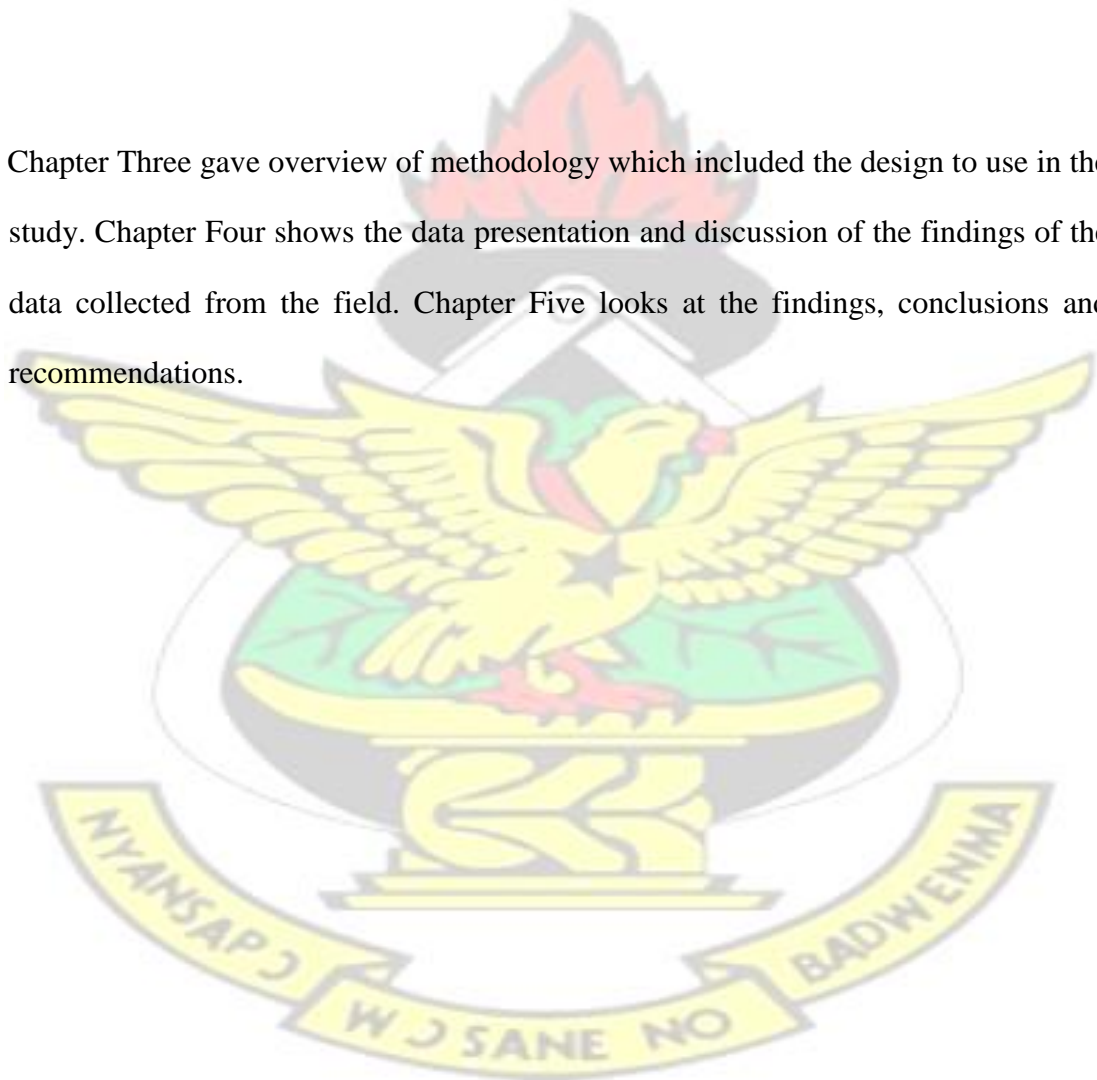 Chapter Three gave overview of methodology which included the design to use in the
study. Chapter Four shows the data presentation and discussion of the findings of the
data collected from the field. Chapter Five looks at the findings, conclusions and
recommendations.
NYANSAPƆ
WƆSANE NO
BADWENMA